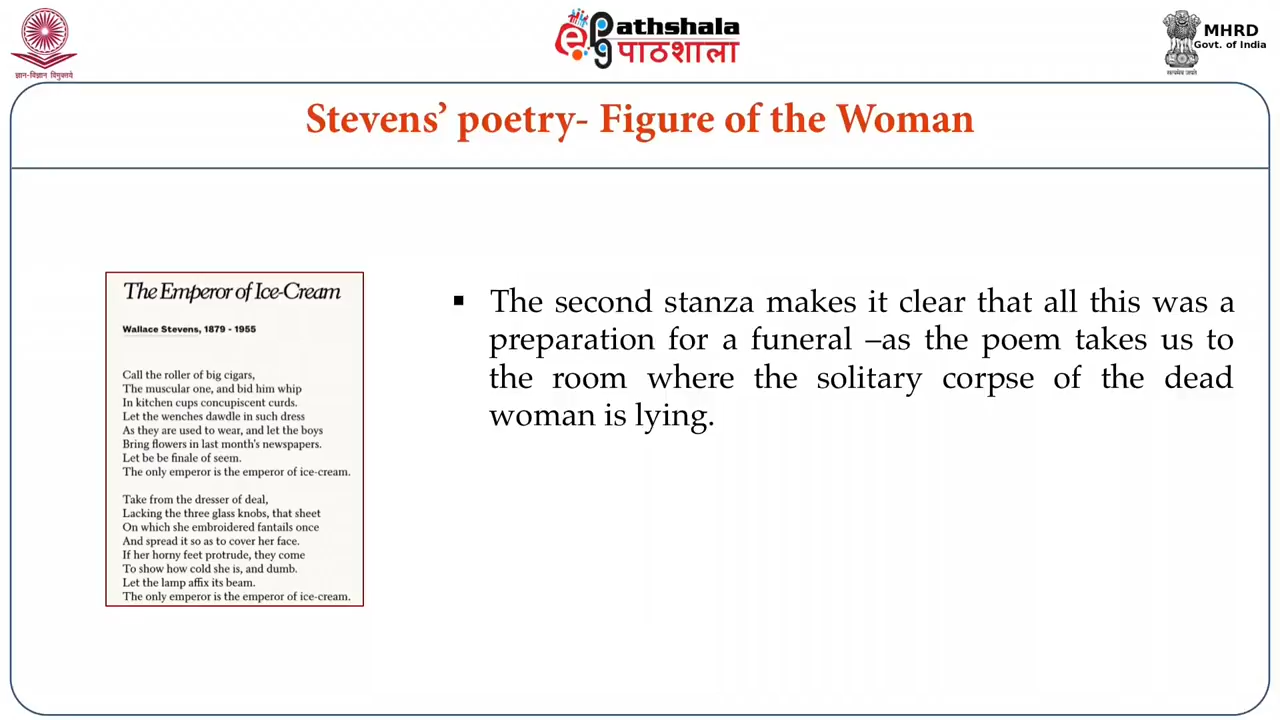 ज्ञान-विज्ञान विमुक्तये
ePathshala
पाठशाला
सत्यमेव जयते
MHRD
Govt. of India
Stevens’ poetry- Figure of the Woman
The Emperor of Ice-Cream
Wallace Stevens, 1879 - 1955
Call the roller of big cigars,
The muscular one, and bid him whip
In kitchen cups concupiscent curds.
Let the wenches dawdle in such dress
As they are used to wear, and let the boys
Bring flowers in last month's newspapers.
Let be be finale of seem.
The only emperor is the emperor of ice-cream.
Take from the dresser of deal,
Lacking the three glass knobs, that sheet
On which she embroidered fantails once
And spread it so as to cover her face.
If her horny feet protrude, they come
To show how cold she is, and dumb.
Let the lamp affix its beam.
The only emperor is the emperor of ice-cream.
▪ The second stanza makes it clear that all this was a
preparation for a funeral –as the poem takes us to
the room where the solitary corpse of the dead
woman is lying.